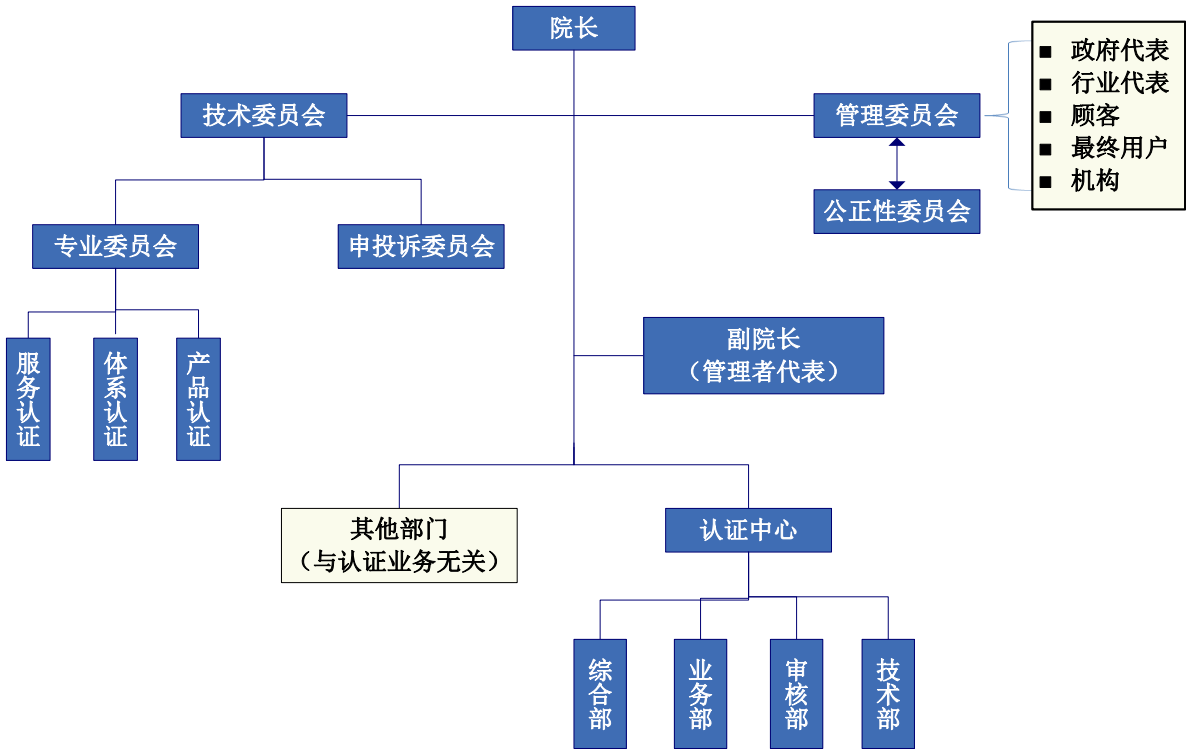 院长
技术委员会
管理委员会
■ 政府代表
■ 行业代表
■ 顾客
■ 最终用户
■ 机构
公正性委员会
专业委员会
申投诉委员会
服务认证
体系认证
产品认证
副院长
（管理者代表）
其他部门
（与认证业务无关）
认证中心
综合部
业务部
审核部
技术部